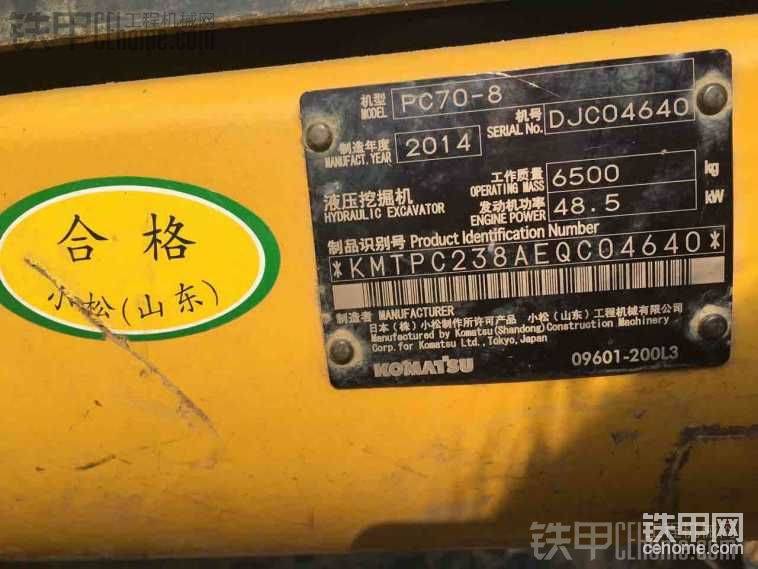 铁甲工程机械网
CEhome.com
机型 MODEL PC70-8
机号 SERIAL No. DJC04640
制造年度 MANUFACT. YEAR 2014
工作质量 OPERATING MASS 6500 kg
液压挖掘机 HYDRAULIC EXCAVATOR
发动机功率 ENGINE POWER 48.5 kW
制品识别号 Product Identification Number
*KMTPC238AEQC04640*
制造者 MANUFACTURER
日本（株）小松制作所许可产品 小松（山东）工程机械有限公司
Manufactured by Komatsu(Shandong)Construction Machinery
Corp.for Komatsu Ltd.,Tokyo,Japan
KOMATSU 09601-200L3
合格
小松(山东)
铁甲网
cehome.com